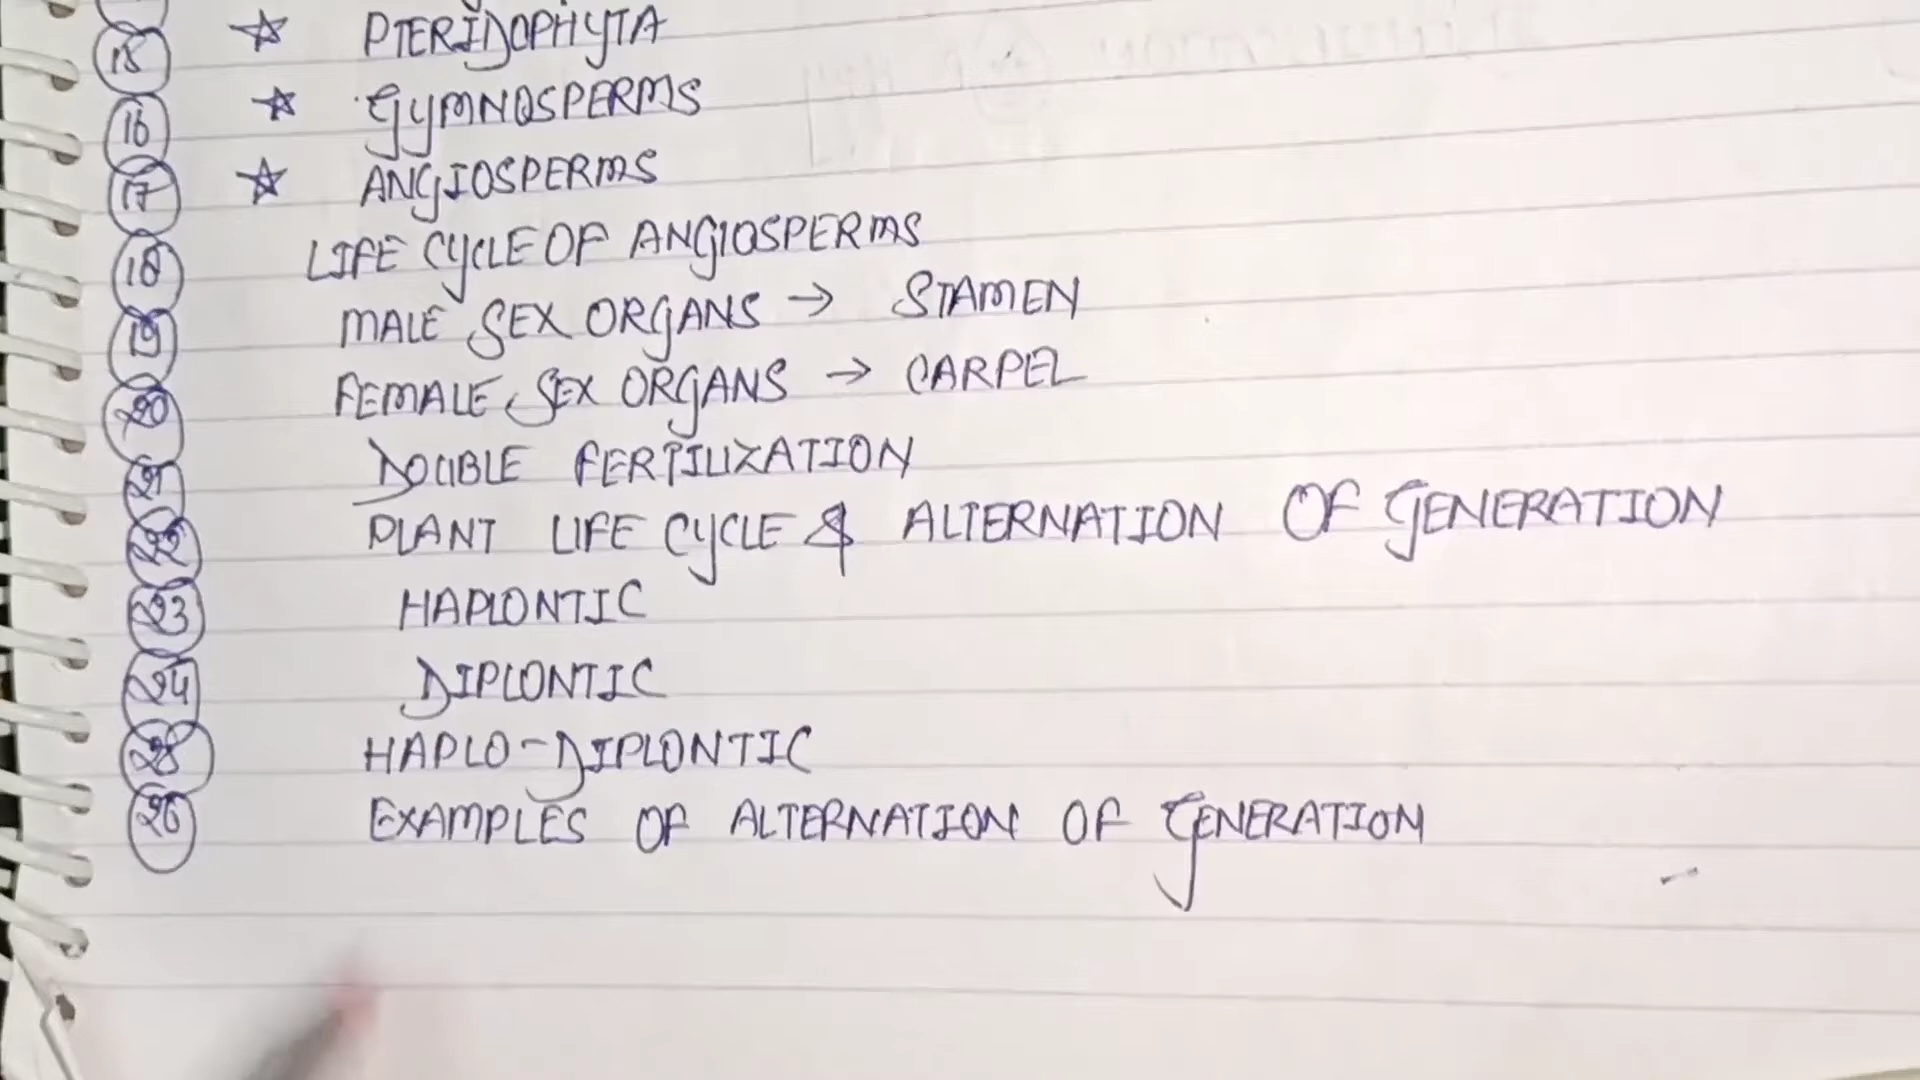 15 ☆ PTERIDOPHYTA
16 ☆ GYMNOSPERMS
17 ☆ ANGIOSPERMS
18 LIFE CYCLE OF ANGIOSPERMS
19 MALE SEX ORGANS → STAMEN
20 FEMALE SEX ORGANS → CARPEL
21 DOUBLE FERTILIZATION
22 PLANT LIFE CYCLE & ALTERNATION OF GENERATION
23 HAPLONTIC
24 DIPLONTIC
25 HAPLO-DIPLONTIC
26 EXAMPLES OF ALTERNATION OF GENERATION